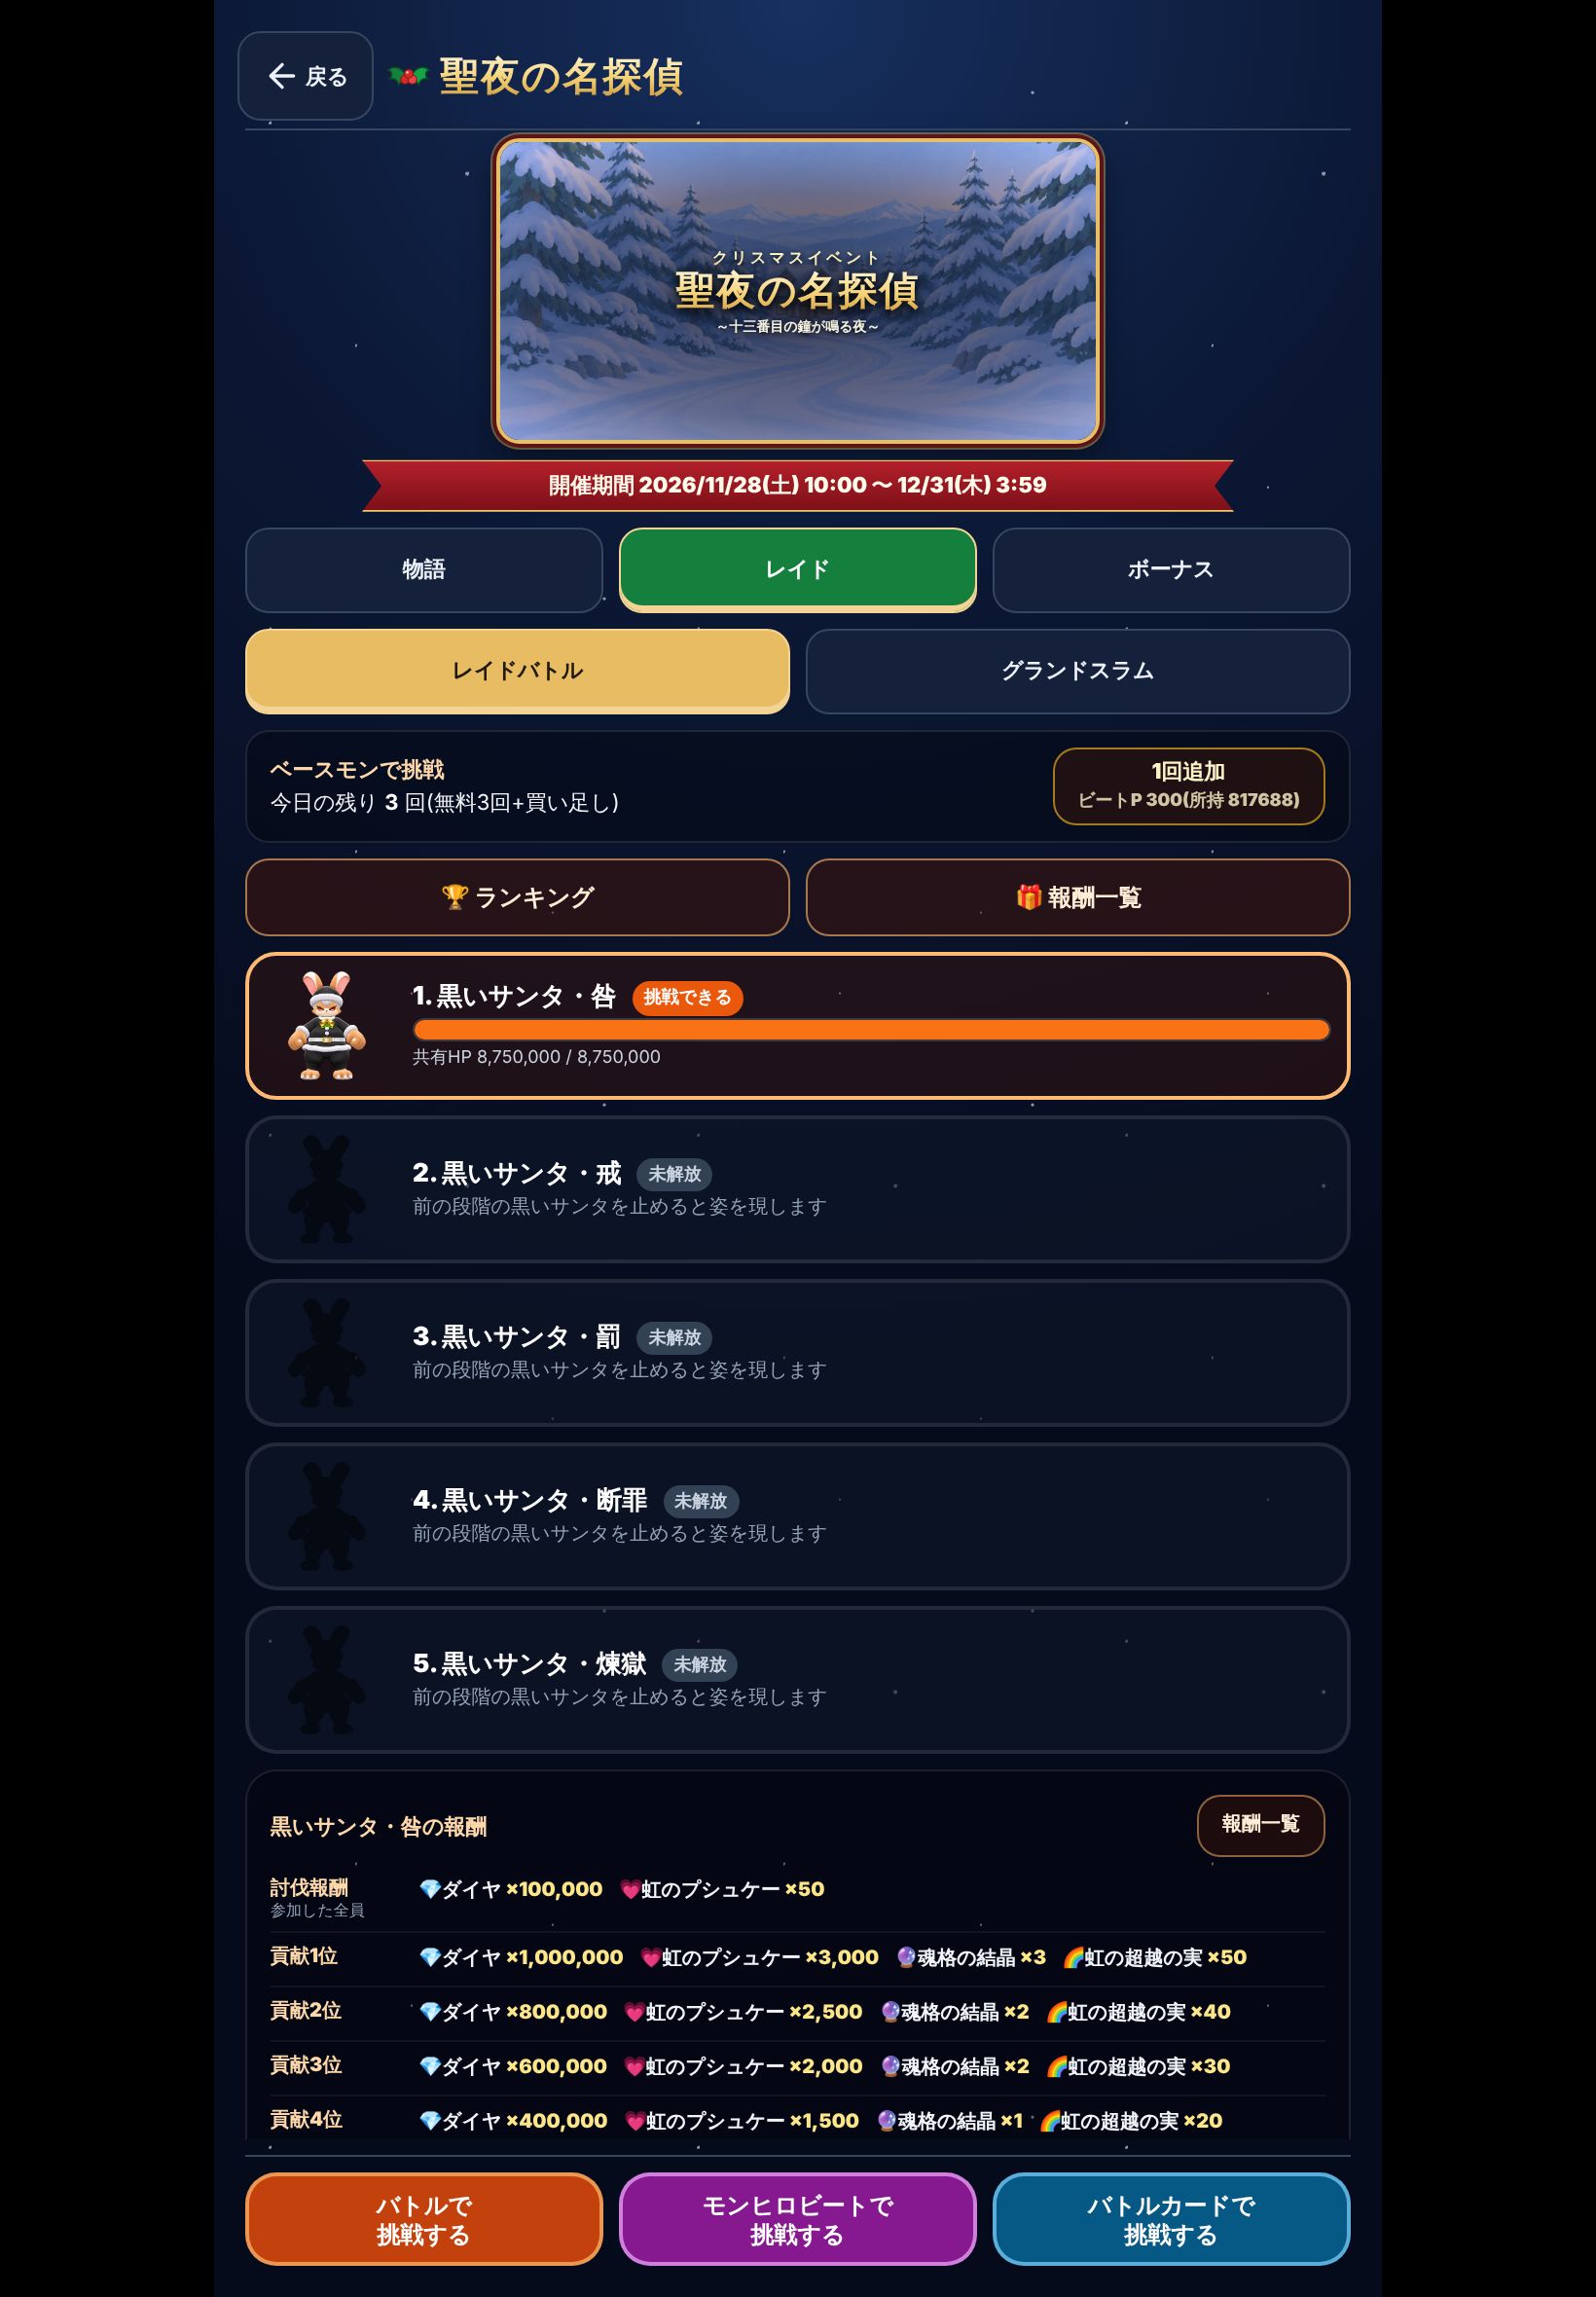 戻る
聖夜の名探偵
クリスマスイベント
聖夜の名探偵
～十三番目の鐘が鳴る夜～
開催期間 2026/11/28(土) 10:00 〜 12/31(木) 3:59
物語
レイド
ボーナス
レイドバトル
グランドスラム
ベースモンで挑戦
今日の残り 3 回(無料3回+買い足し)
1回追加
ビートP 300(所持 817688)
ランキング
報酬一覧
1. 黒いサンタ・咎 挑戦できる
共有HP 8,750,000 / 8,750,000
2. 黒いサンタ・戒 未解放
前の段階の黒いサンタを止めると姿を現します
3. 黒いサンタ・罰 未解放
前の段階の黒いサンタを止めると姿を現します
4. 黒いサンタ・断罪 未解放
前の段階の黒いサンタを止めると姿を現します
5. 黒いサンタ・煉獄 未解放
前の段階の黒いサンタを止めると姿を現します
黒いサンタ・咎の報酬
報酬一覧
討伐報酬 ダイヤ ×100,000 虹のプシュケー ×50
参加した全員
貢献1位 ダイヤ ×1,000,000 虹のプシュケー ×3,000 魂格の結晶 ×3 虹の超越の実 ×50
貢献2位 ダイヤ ×800,000 虹のプシュケー ×2,500 魂格の結晶 ×2 虹の超越の実 ×40
貢献3位 ダイヤ ×600,000 虹のプシュケー ×2,000 魂格の結晶 ×2 虹の超越の実 ×30
貢献4位 ダイヤ ×400,000 虹のプシュケー ×1,500 魂格の結晶 ×1 虹の超越の実 ×20
バトルで
挑戦する
モンヒロビートで
挑戦する
バトルカードで
挑戦する